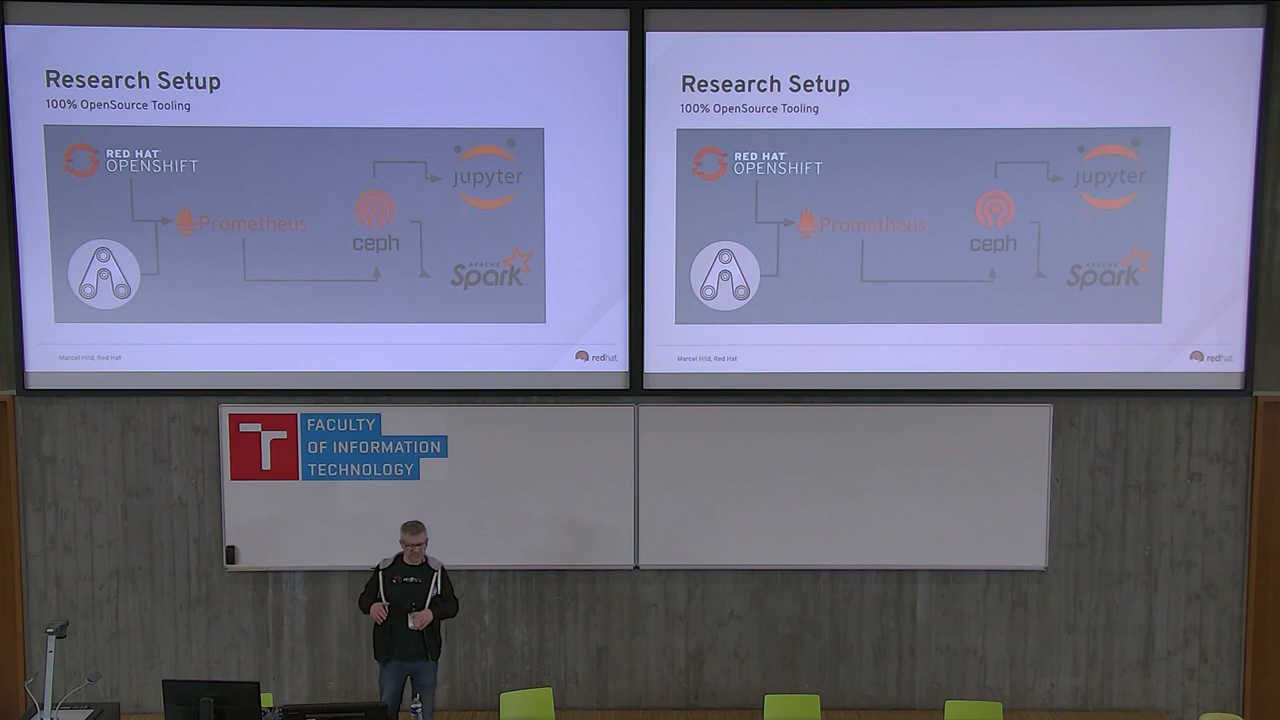 Research Setup
100% OpenSource Tooling
RED HAT
OPENSHIFT
jupyter
Prometheus
ceph
APACHE
Spark
Marcel Hild, Red Hat
redhat.
Research Setup
100% OpenSource Tooling
RED HAT
OPENSHIFT
jupyter
Prometheus
ceph
APACHE
Spark
Marcel Hild, Red Hat
redhat
FACULTY
OF INFORMATION
TECHNOLOGY